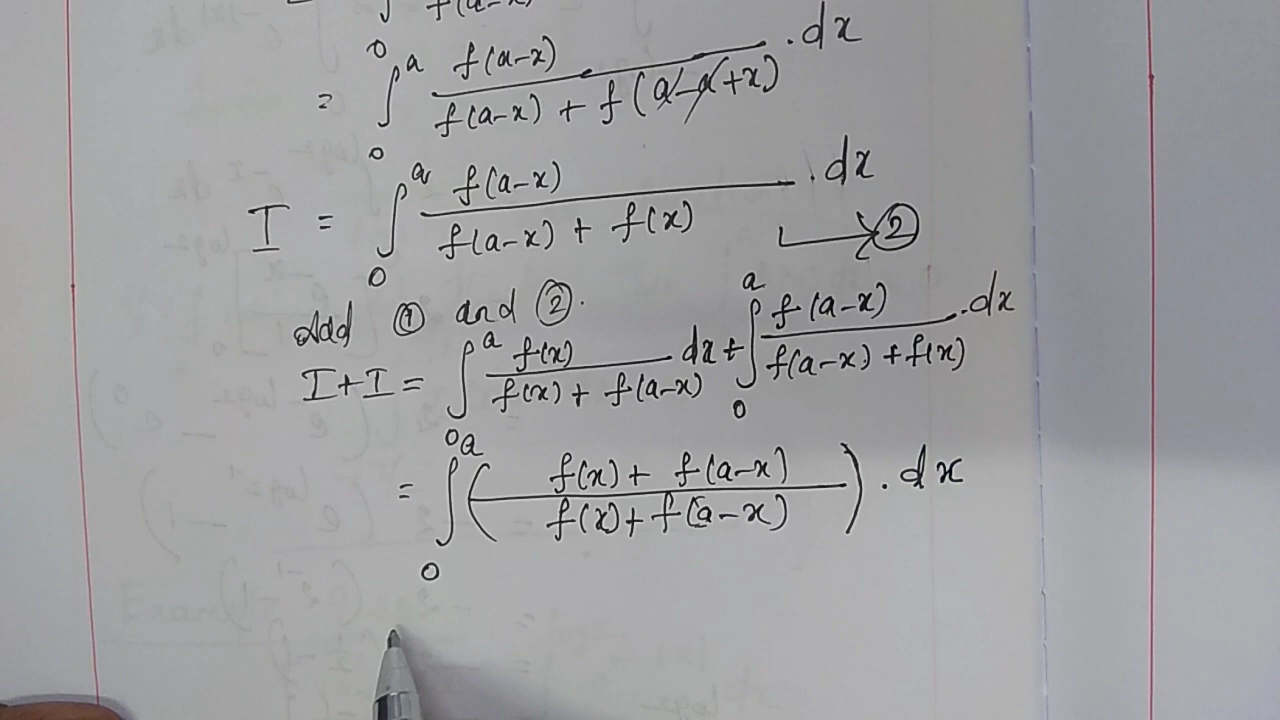 ∫ f(a-x)
= ∫₀ᵃ f(a-x) / f(a-x) + f(a-a+x) . dx
I = ∫₀ᵃ f(a-x) / f(a-x) + f(x) . dx → ②
Add ① and ②.
I+I = ∫₀ᵃ f(x) / f(x) + f(a-x) dx + ∫₀ᵃ f(a-x) / f(a-x) + f(x) . dx
= ∫₀ᵃ ( f(x) + f(a-x) / f(x) + f(a-x) ) . dx